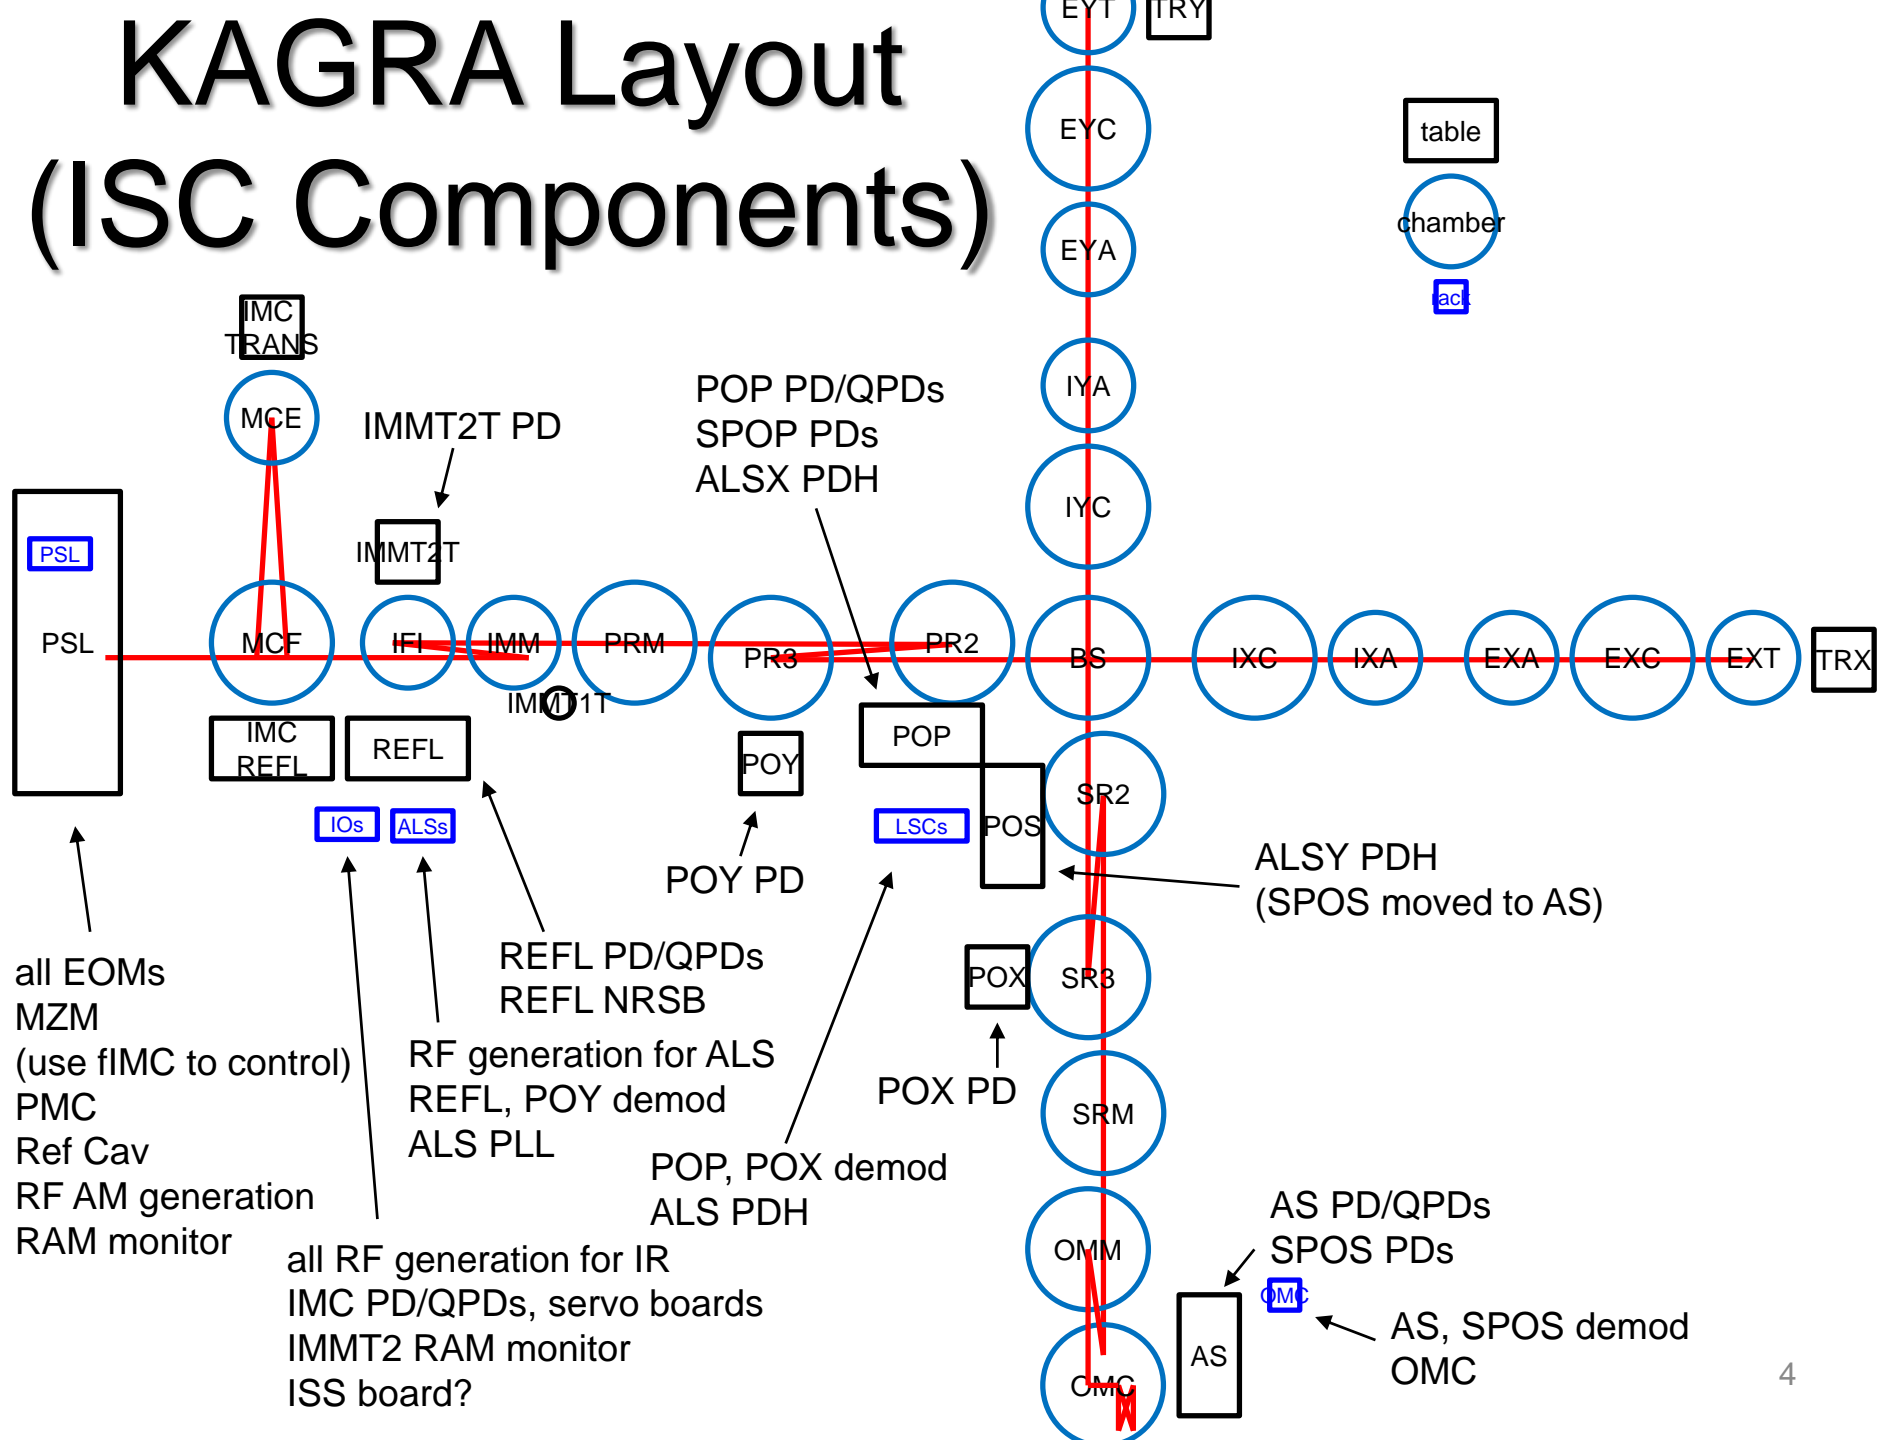 KAGRA Layout
(ISC Components)
EYT
TRY
EYC
EYA
table
chamber
rack
IMC
TRANS
MCE
IMMT2T PD
POP PD/QPDs
SPOP PDs
ALSX PDH
IYA
IYC
PSL
PSL
IMMT2T
MCF
IFI
IMM
PRM
PR3
PR2
BS
IXC
IXA
EXA
EXC
EXT
TRX
IMMT1T
IMC
REFL
REFL
POY
POP
SR2
IOs
ALSs
LSCs
POS
POY PD
ALSY PDH
(SPOS moved to AS)
REFL PD/QPDs
REFL NRSB
POX
SR3
all EOMs
MZM
(use fIMC to control)
PMC
Ref Cav
RF AM generation
RAM monitor
RF generation for ALS
REFL, POY demod
ALS PLL
POX PD
SRM
POP, POX demod
ALS PDH
all RF generation for IR
IMC PD/QPDs, servo boards
IMMT2 RAM monitor
ISS board?
OMM
AS PD/QPDs
SPOS PDs
OMC
AS, SPOS demod
OMC
AS
OMC
4